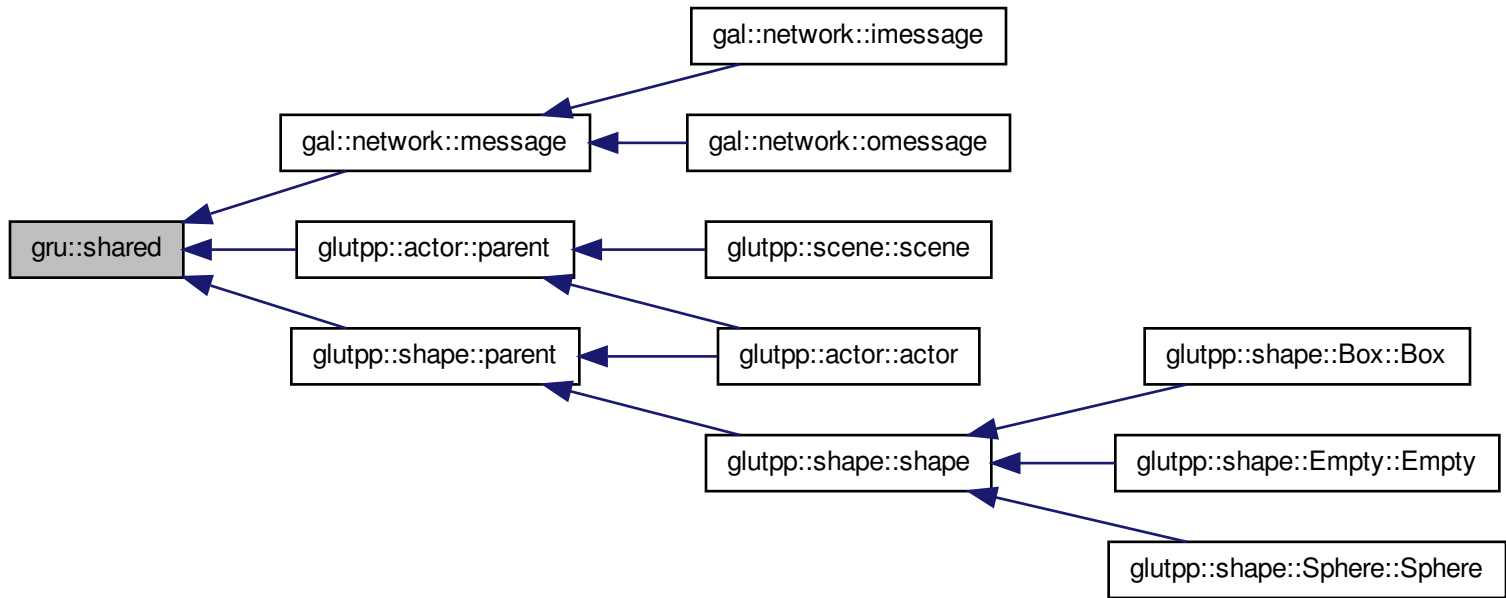 gal::network::imessage
gal::network::message
gal::network::omessage
gru::shared
glutpp::actor::parent
glutpp::scene::scene
glutpp::shape::parent
glutpp::actor::actor
glutpp::shape::Box::Box
glutpp::shape::shape
glutpp::shape::Empty::Empty
glutpp::shape::Sphere::Sphere